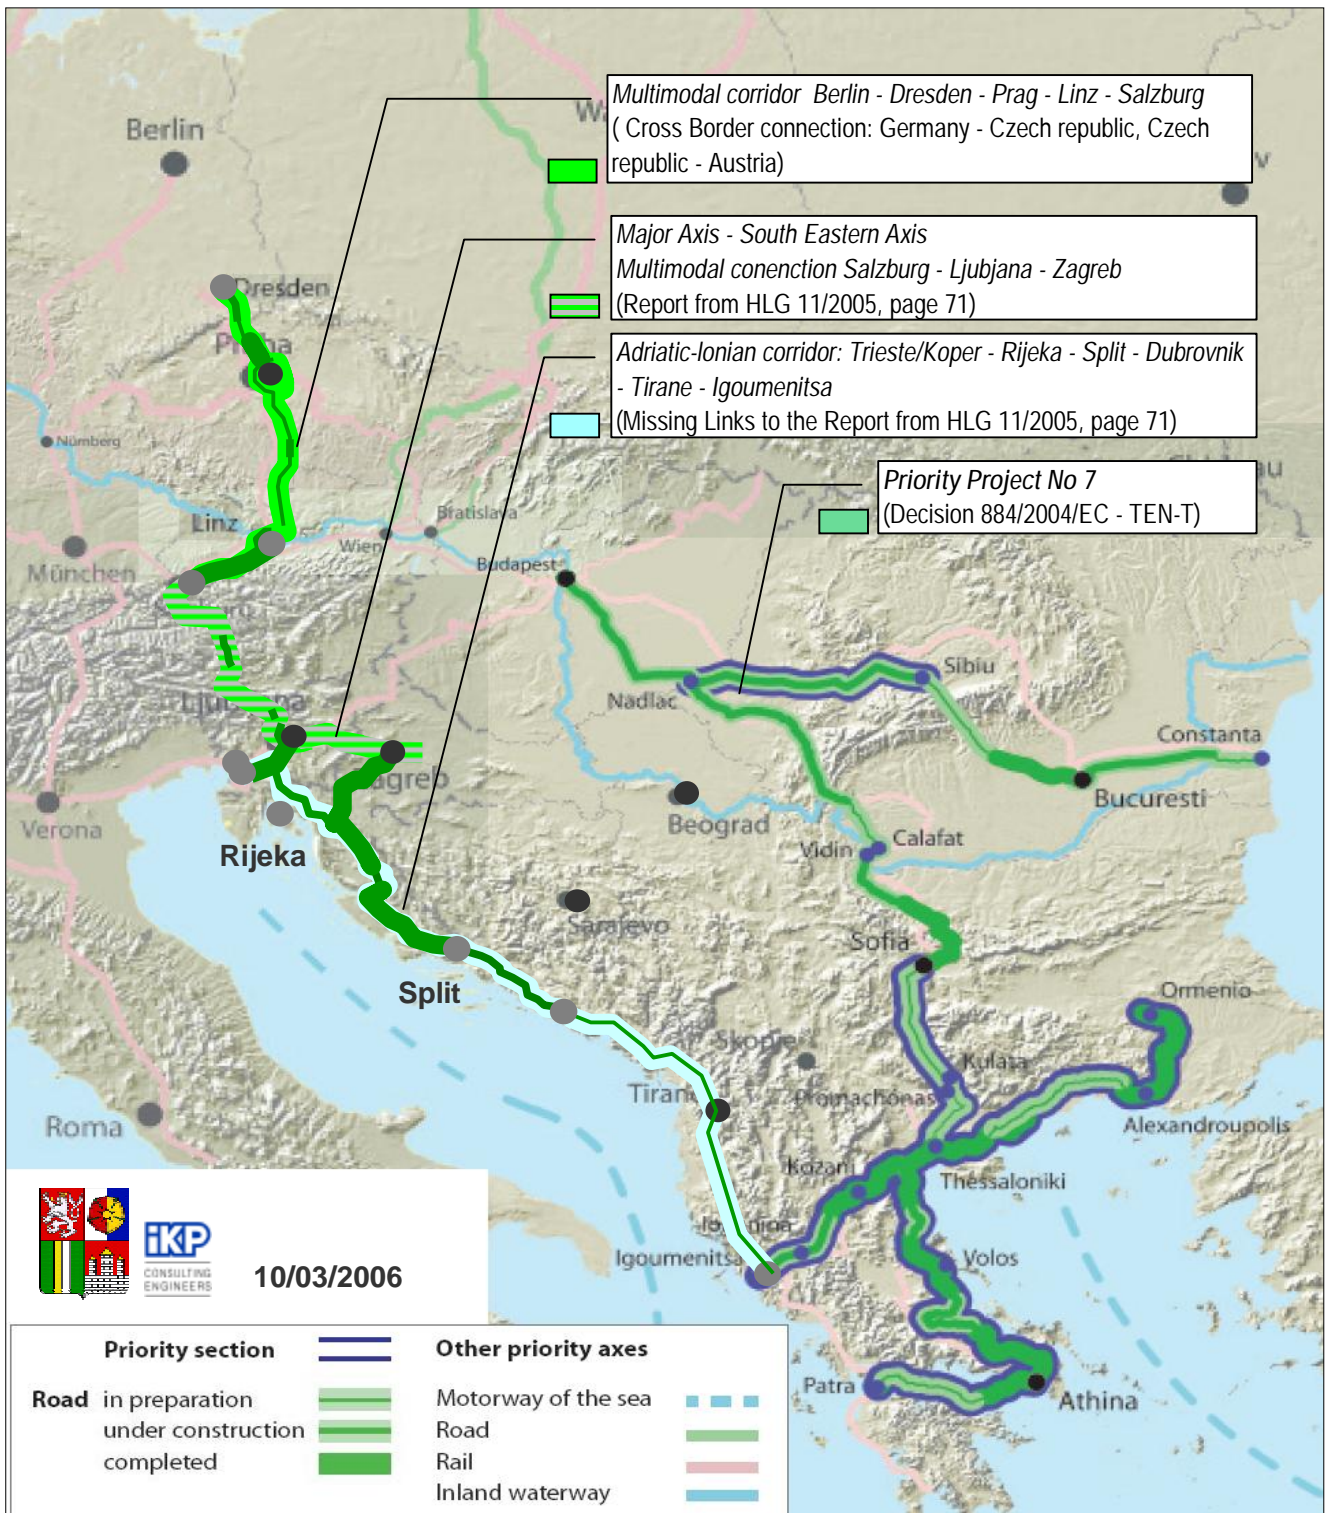 Multimodal corridor Berlin - Dresden - Prag - Linz - Salzburg
( Cross Border connection: Germany - Czech republic, Czech
republic - Austria)
Major Axis - South Eastern Axis
Multimodal conenction Salzburg - Ljubjana - Zagreb
(Report from HLG 11/2005, page 71)
Adriatic-Ionian corridor: Trieste/Koper - Rijeka - Split - Dubrovnik
- Tirane - Igoumenitsa
(Missing Links to the Report from HLG 11/2005, page 71)
Priority Project No 7
(Decision 884/2004/EC - TEN-T)
Berlin
Dresden
Praha
Nürnberg
Linz
Wien
Bratislava
München
Budapest
Ljubljana
Nadlac
Sibiu
Constanta
Zagreb
Bucuresti
Verona
Beograd
Calafat
Vidin
Rijeka
Sarajevo
Sofia
Split
Ormenio
Skopje
Kulata
Tirane
Promachonas
Roma
Alexandroupolis
Kozani
Thessaloniki
Ioannina
Igoumenitsa
Volos
Patra
Athina
iKP
CONSULTING
ENGINEERS
10/03/2006
Priority section
Other priority axes
Road in preparation
Motorway of the sea
under construction
Road
completed
Rail
Inland waterway